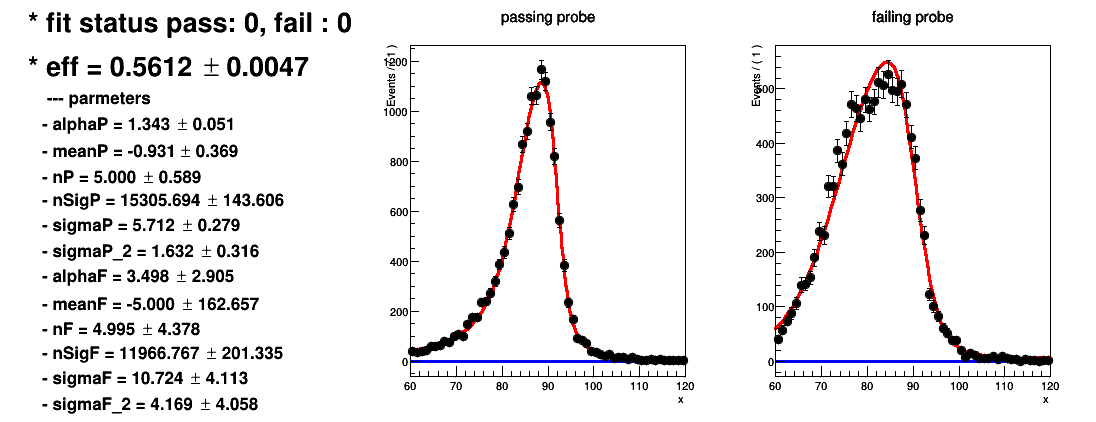 * fit status pass: 0, fail : 0
* eff = 0.5612 ± 0.0047
--- parmeters
- alphaP = 1.343 ± 0.051
- meanP = -0.931 ± 0.369
- nP = 5.000 ± 0.589
- nSigP = 15305.694 ± 143.606
- sigmaP = 5.712 ± 0.279
- sigmaP_2 = 1.632 ± 0.316
- alphaF = 3.498 ± 2.905
- meanF = -5.000 ± 162.657
- nF = 4.995 ± 4.378
- nSigF = 11966.767 ± 201.335
- sigmaF = 10.724 ± 4.113
- sigmaF_2 = 4.169 ± 4.058
passing probe
Events / ( 1 )
1200
1000
800
600
400
200
0
60 70 80 90 100 110 120
x
failing probe
Events / ( 1 )
500
400
300
200
100
0
60 70 80 90 100 110 120
x